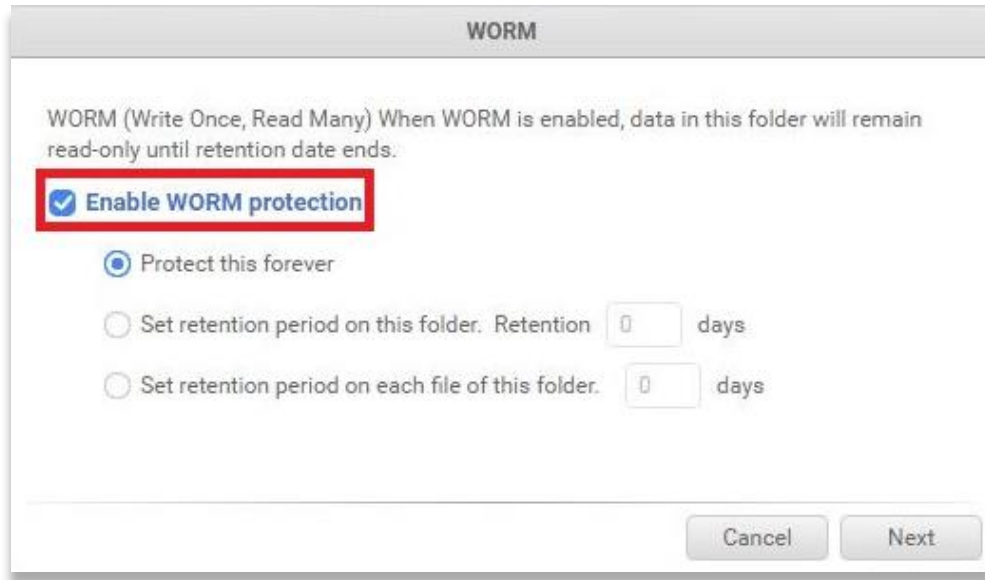 WORM
WORM (Write Once, Read Many) When WORM is enabled, data in this folder will remain
read-only until retention date ends.
Enable WORM protection
Protect this forever
Set retention period on this folder. Retention 0 days
Set retention period on each file of this folder. 0 days
Cancel Next